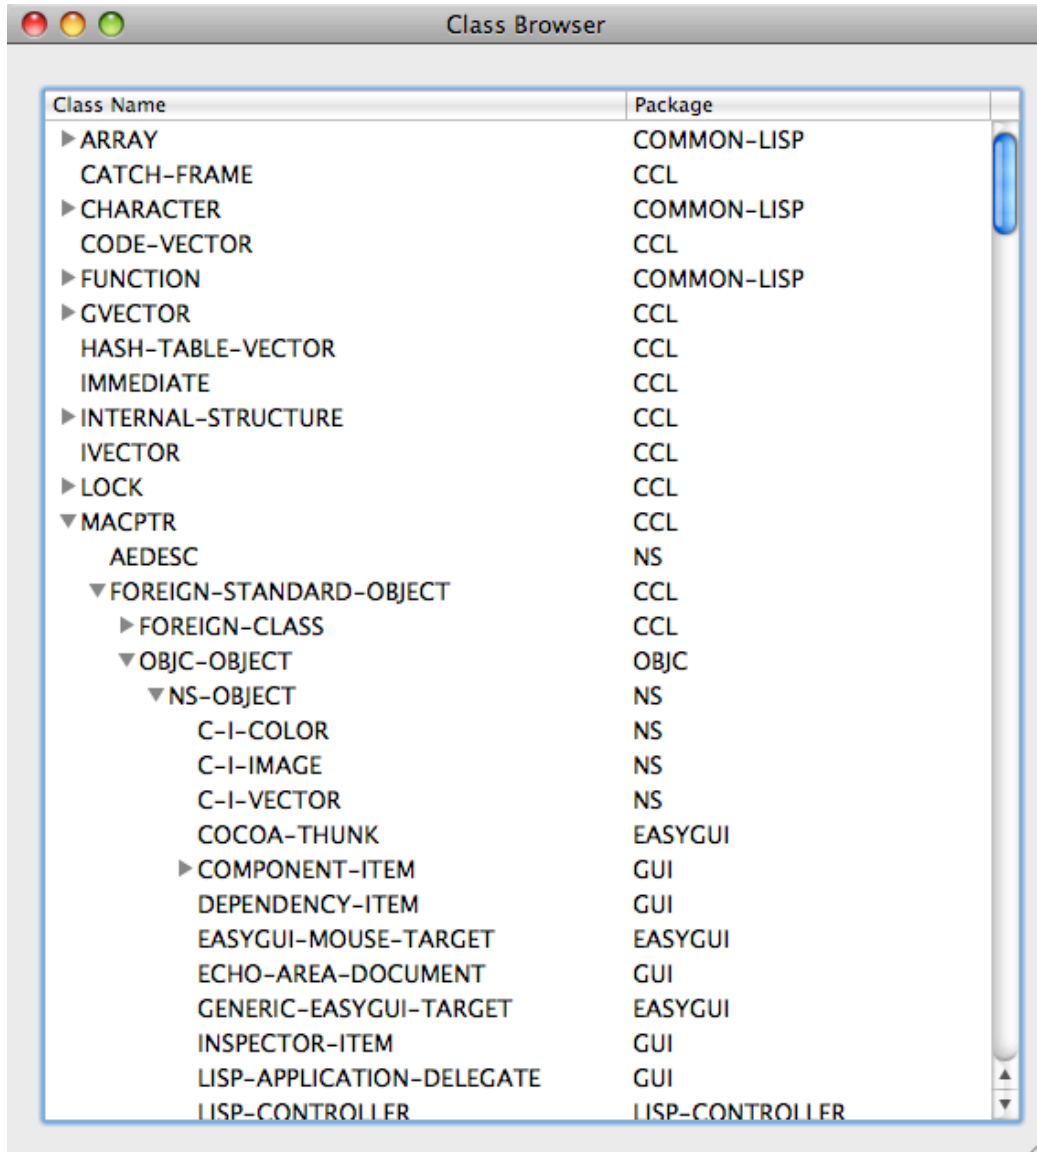 Class Browser
Class Name Package
ARRAY COMMON-LISP
CATCH-FRAME CCL
CHARACTER COMMON-LISP
CODE-VECTOR CCL
FUNCTION COMMON-LISP
GVECTOR CCL
HASH-TABLE-VECTOR CCL
IMMEDIATE CCL
INTERNAL-STRUCTURE CCL
IVECTOR CCL
LOCK CCL
MACPTR CCL
AEDESC NS
FOREIGN-STANDARD-OBJECT CCL
FOREIGN-CLASS CCL
OBJC-OBJECT OBJC
NS-OBJECT NS
C-I-COLOR NS
C-I-IMAGE NS
C-I-VECTOR NS
COCOA-THUNK EASYGUI
COMPONENT-ITEM GUI
DEPENDENCY-ITEM GUI
EASYGUI-MOUSE-TARGET EASYGUI
ECHO-AREA-DOCUMENT GUI
GENERIC-EASYGUI-TARGET EASYGUI
INSPECTOR-ITEM GUI
LISP-APPLICATION-DELEGATE GUI
LISP-CONTROLLER LISP-CONTROLLER